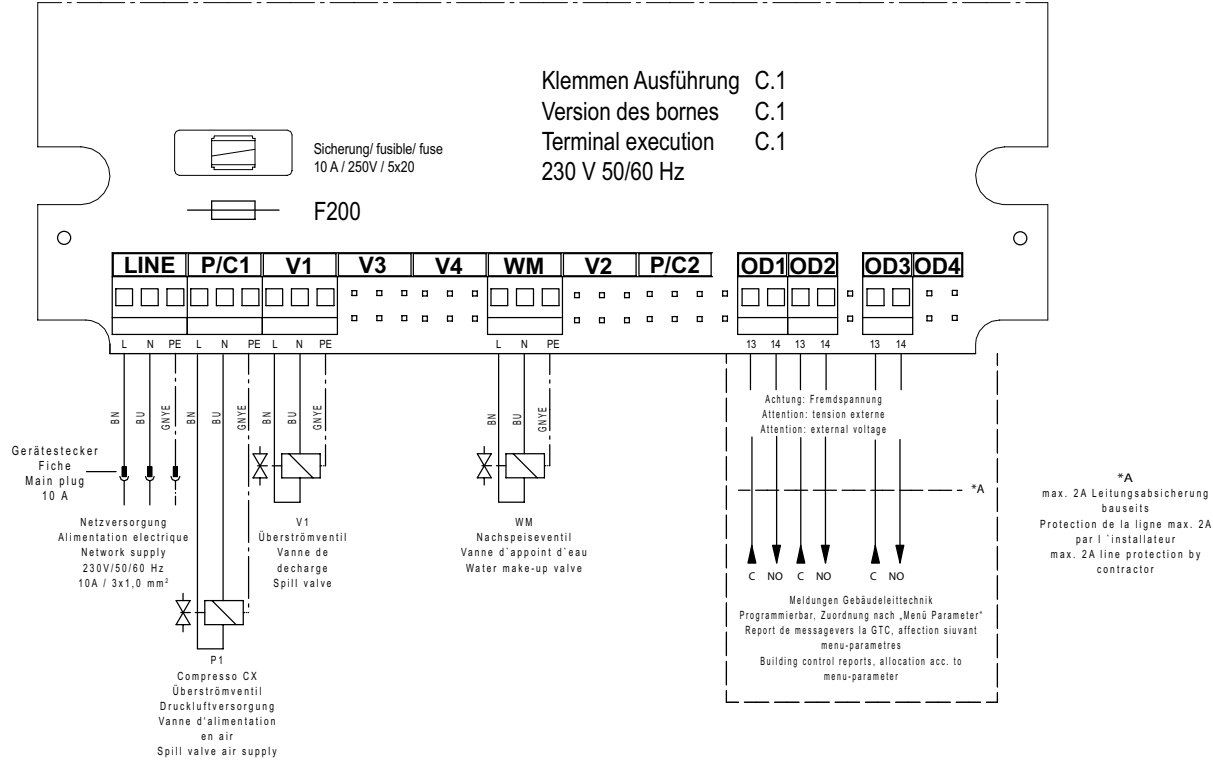 Klemmen Ausführung C.1
Version des bornes C.1
Terminal execution C.1
230 V 50/60 Hz
Sicherung/ fusible/ fuse
10 A / 250V / 5x20
F200
LINE P/C1 V1 V3 V4 WM V2 P/C2 OD1 OD2 OD3 OD4
L N PE L N PE L N PE L N PE 13 14 13 14 13 14
BN BU GNYE BN BU GNYE BN BU GNYE BN BU GNYE
Achtung: Fremdspannung
Attention: tension externe
Attention: external voltage
Gerätestecker
Fiche
Main plug
10 A
Netzversorgung
Alimentation electrique
Network supply
230V/50/60 Hz
10A / 3x1,0 mm²
V1
Überströmventil
Vanne de
decharge
Spill valve
WM
Nachspeiseventil
Vanne d`appoint d`eau
Water make-up valve
*A
C NO C NO C NO
Meldungen Gebäudeleittechnik
Programmierbar, Zuordnung nach „Menü Parameter"
Report de messagevers la GTC, affection siuvant
menu-parametres
Building control reports, allocation acc. to
menu-parameter
*A
max. 2A Leitungsabsicherung
bauseits
Protection de la ligne max. 2A
par l `installateur
max. 2A line protection by
contractor
P1
Compresso CX
Überströmventil
Druckluftversorgung
Vanne d'alimentation
en air
Spill valve air supply